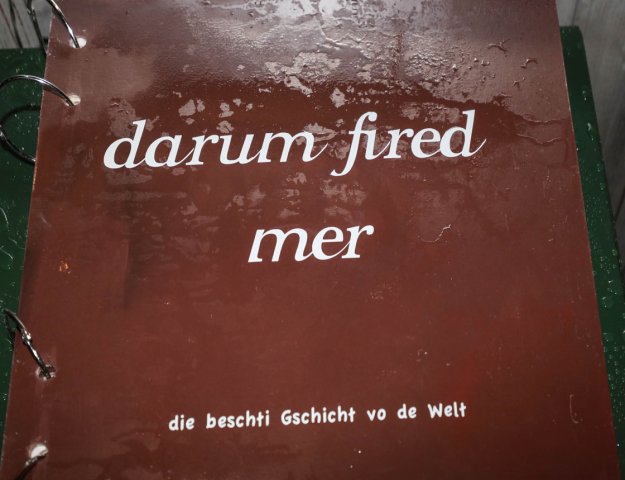 darum fired
mer
die beschti Gschicht vo de Welt